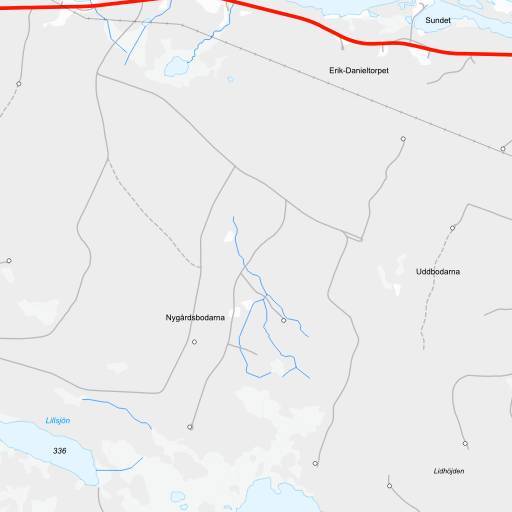 Sundet
Erik-Danieltorpet
Uddbodarna
Nygårdsbodarna
Lillsjön
336
Lidhöjden